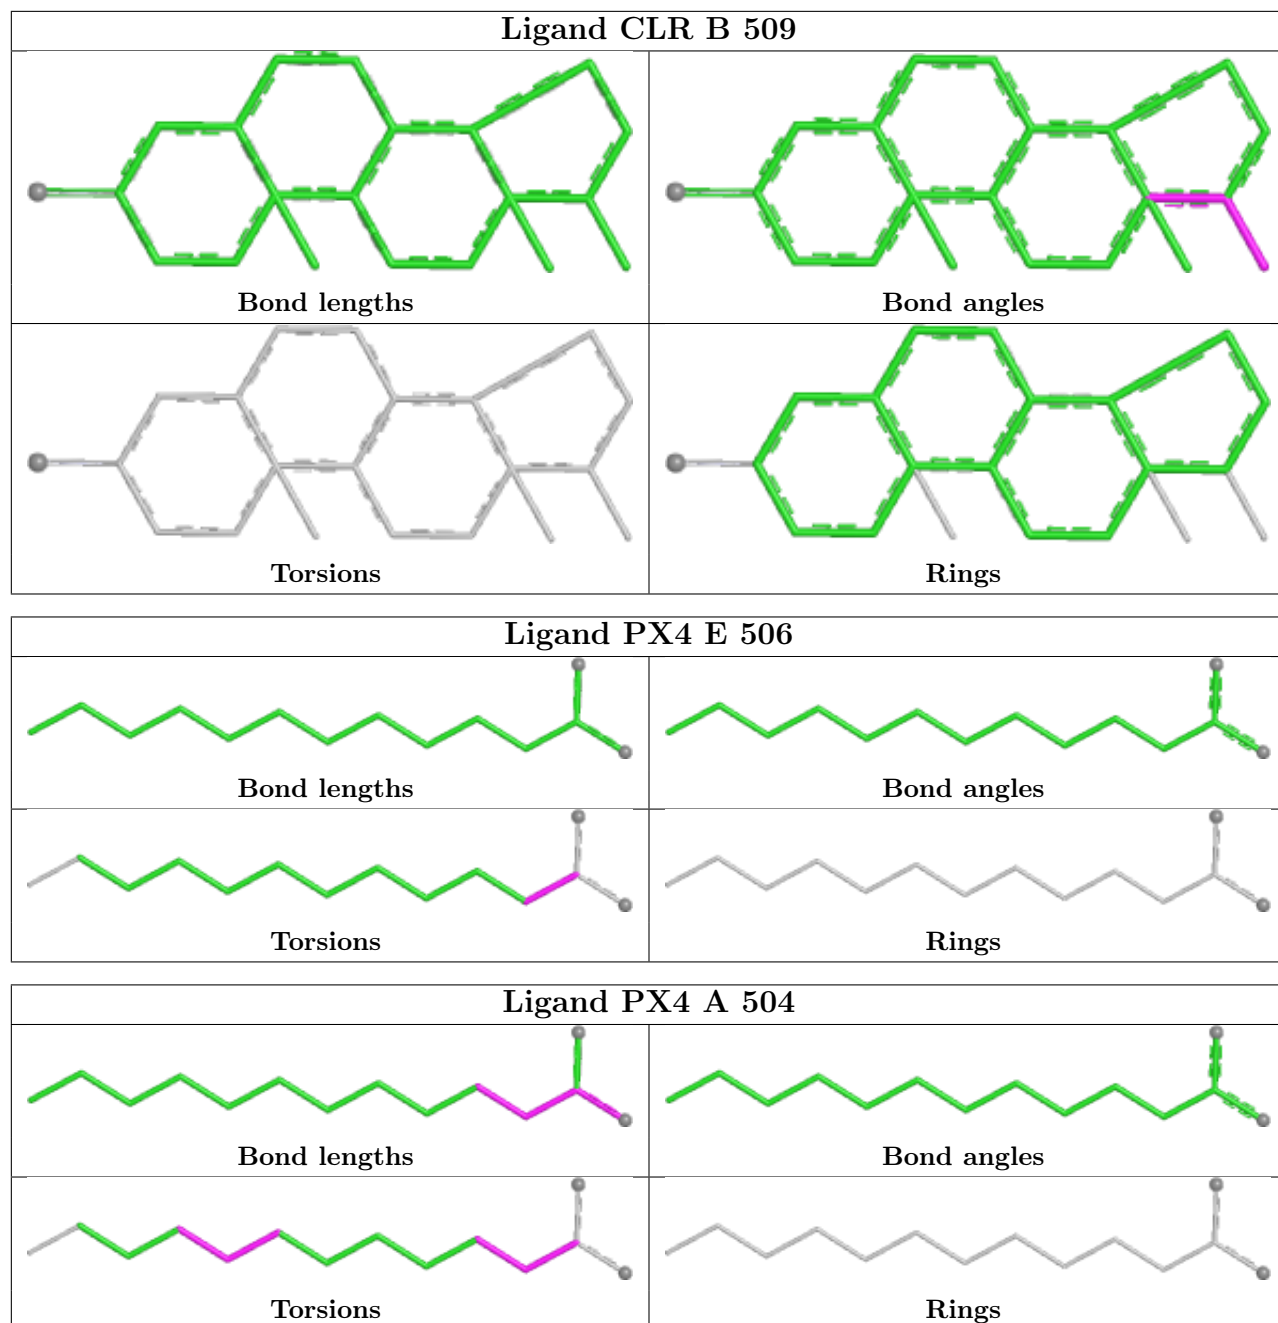 Ligand CLR B 509
Bond lengths
Bond angles
Torsions
Rings
Ligand PX4 E 506
Bond lengths
Bond angles
Torsions
Rings
Ligand PX4 A 504
Bond lengths
Bond angles
Torsions
Rings